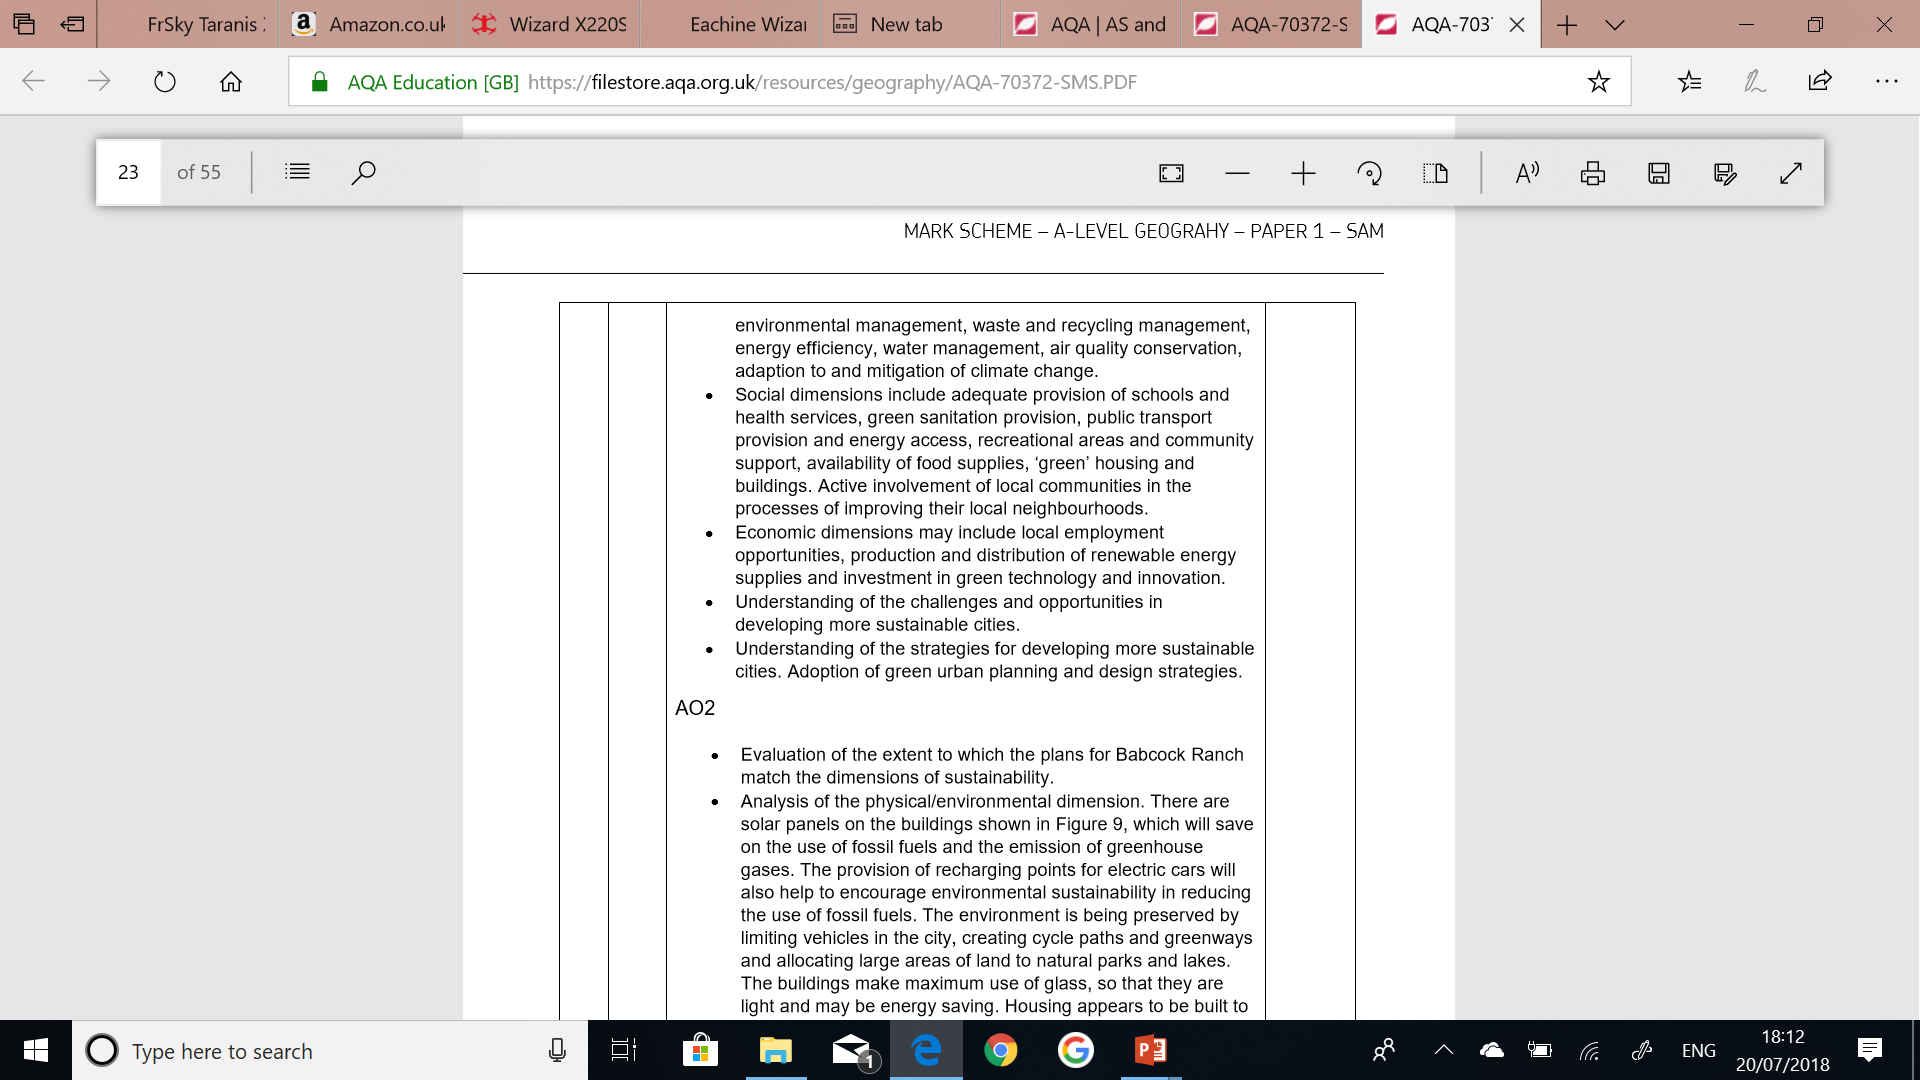 FrSky Taranis
Amazon.co.uk
Wizard X220S
Eachine Wizar
New tab
AQA | AS and
AQA-70372-S
AQA-703
AQA Education [GB] https://filestore.aqa.org.uk/resources/geography/AQA-70372-SMS.PDF
23 of 55
MARK SCHEME – A-LEVEL GEOGRAHY – PAPER 1 – SAM
environmental management, waste and recycling management,
energy efficiency, water management, air quality conservation,
adaption to and mitigation of climate change.
• Social dimensions include adequate provision of schools and
health services, green sanitation provision, public transport
provision and energy access, recreational areas and community
support, availability of food supplies, ‘green’ housing and
buildings. Active involvement of local communities in the
processes of improving their local neighbourhoods.
• Economic dimensions may include local employment
opportunities, production and distribution of renewable energy
supplies and investment in green technology and innovation.
• Understanding of the challenges and opportunities in
developing more sustainable cities.
• Understanding of the strategies for developing more sustainable
cities. Adoption of green urban planning and design strategies.
AO2
• Evaluation of the extent to which the plans for Babcock Ranch
match the dimensions of sustainability.
• Analysis of the physical/environmental dimension. There are
solar panels on the buildings shown in Figure 9, which will save
on the use of fossil fuels and the emission of greenhouse
gases. The provision of recharging points for electric cars will
also help to encourage environmental sustainability in reducing
the use of fossil fuels. The environment is being preserved by
limiting vehicles in the city, creating cycle paths and greenways
and allocating large areas of land to natural parks and lakes.
The buildings make maximum use of glass, so that they are
light and may be energy saving. Housing appears to be built to
Type here to search
1
ENG
18:12
20/07/2018